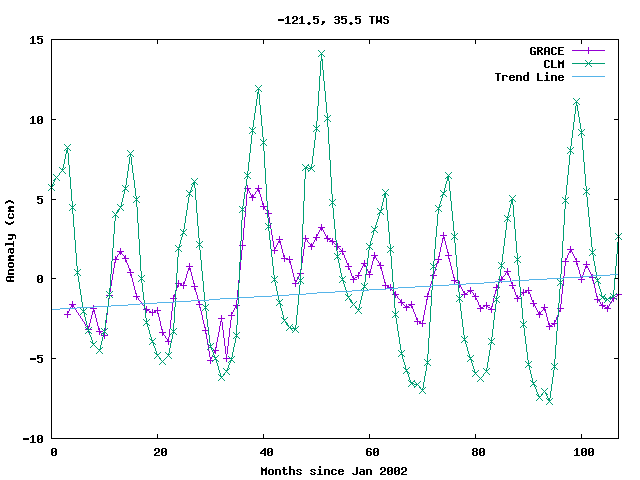 -121.5, 35.5 TWS
GRACE
CLM
Trend Line
15
10
5
0
-5
-10
Anomaly (cm)
0 20 40 60 80 100
Months since Jan 2002